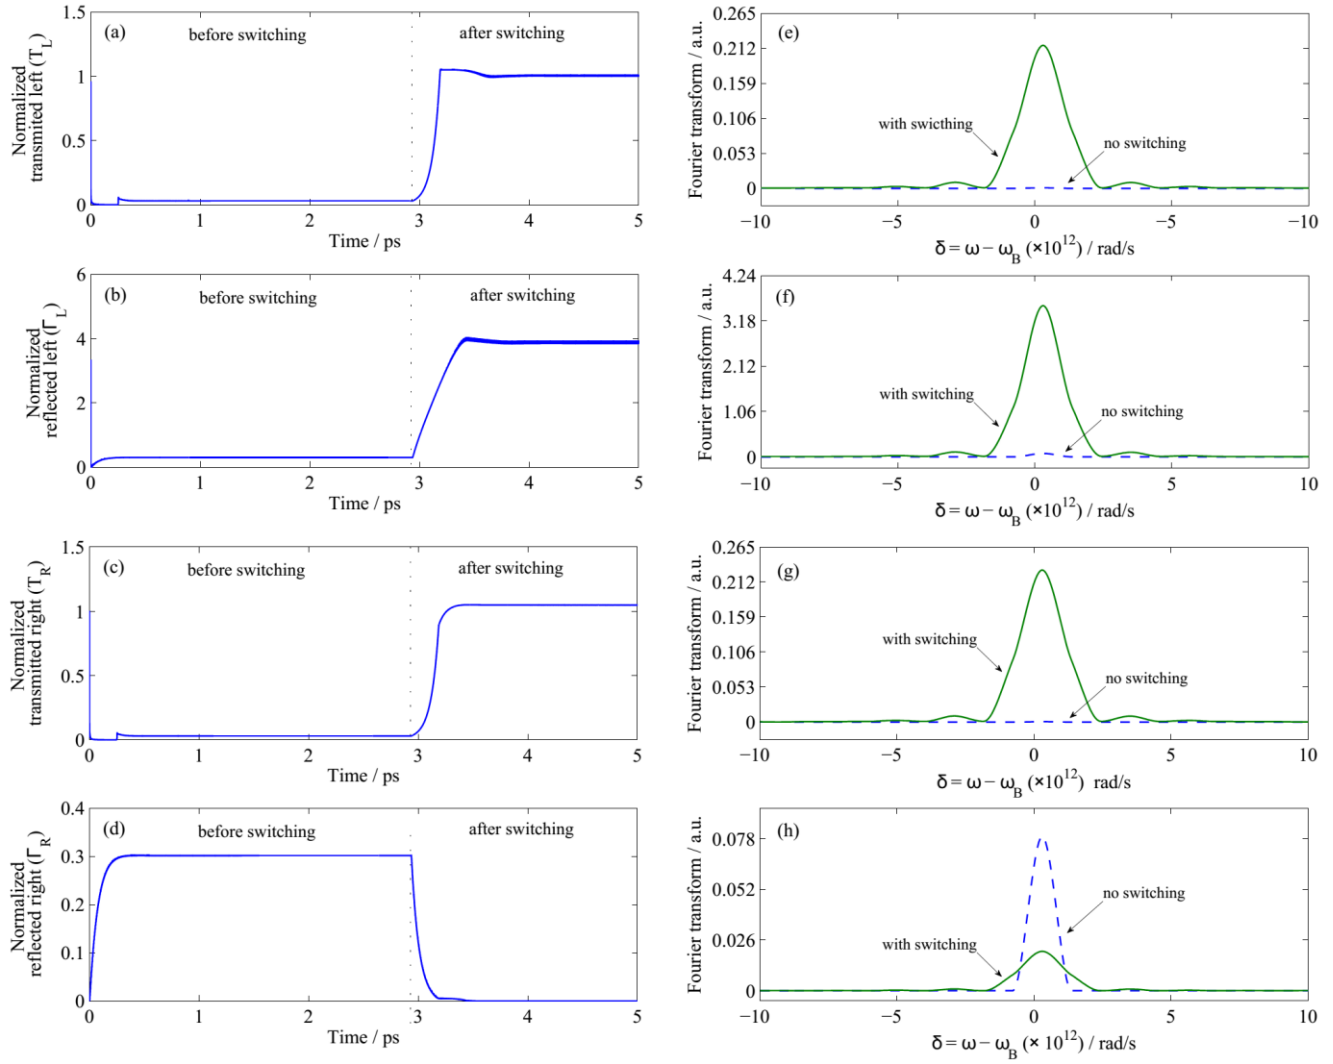 (a)
before switching
after switching
Normalized
transmited left (T_L)
1.5
1
0.5
0
0 1 2 3 4 5
Time / ps
(e)
Fourier transform / a.u.
0.265
0.212
0.159
0.106
0.053
0
with swicthing
no switching
−10 −5 0 −5 −10
δ = ω − ω_B (×10^12) / rad/s
(b)
before switching
after switching
Normalized
reflected left (Γ_L)
6
4
2
0
0 1 2 3 4 5
Time / ps
(f)
Fourier transform / a.u.
4.24
3.18
2.12
1.06
0
with switching
no switching
−10 −5 0 5 10
δ = ω − ω_B (×10^12) / rad/s
(c)
before switching
after switching
Normalized
transmitted right (T_R)
1.5
1
0.5
0
0 1 2 3 4 5
Time / ps
(g)
Fourier transform / a.u.
0.265
0.212
0.159
0.106
0.053
0
with switching
no switching
−10 −5 0 5 10
δ = ω − ω_B (×10^12) rad/s
(d)
before switching
after switching
Normalized
reflected right (Γ_R)
0.4
0.3
0.2
0.1
0
0 1 2 3 4 5
Time / ps
(h)
Fourier transform / a.u.
0.078
0.052
0.026
0
no switching
with switching
−10 −5 0 5 10
δ = ω − ω_B (× 10^12) / rad/s